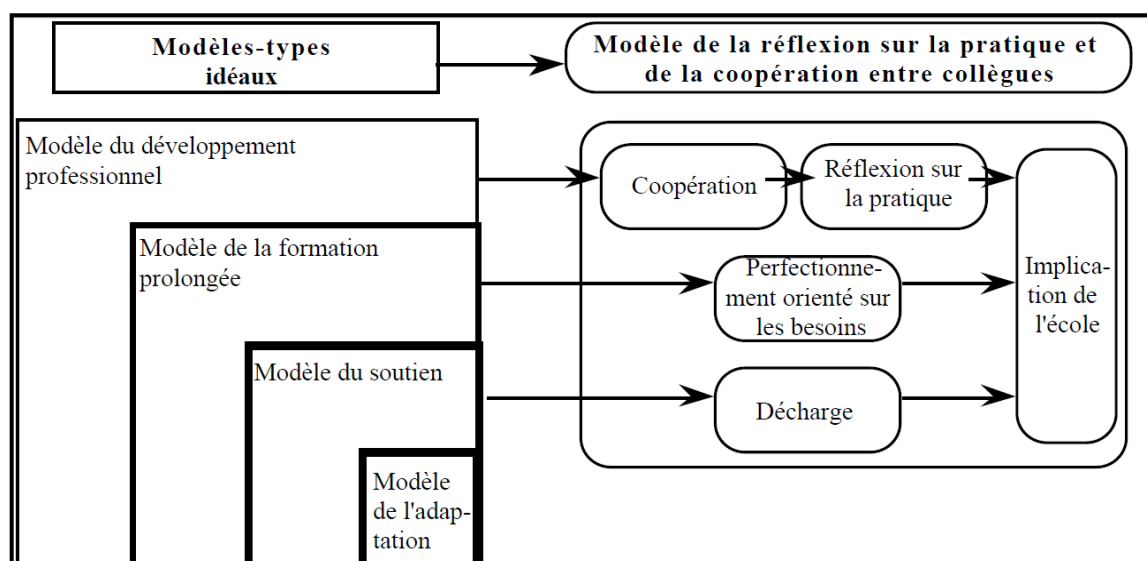 Modèles-types
idéaux
Modèle de la réflexion sur la pratique et
de la coopération entre collègues
Modèle du développement
professionnel
Coopération
Réflexion sur
la pratique
Modèle de la formation
prolongée
Perfectionne-
ment orienté sur
les besoins
Implica-
tion de
l'école
Modèle du soutien
Décharge
Modèle
de l'adap-
tation